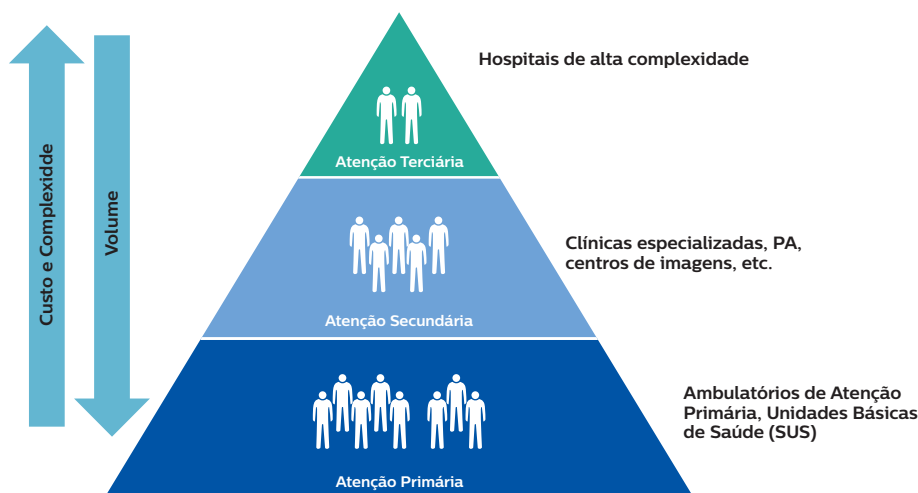 Hospitais de alta complexidade
Atenção Terciária
Custo e Complexidde
Volume
Clínicas especializadas, PA,
centros de imagens, etc.
Atenção Secundária
Ambulatórios de Atenção
Primária, Unidades Básicas
de Saúde (SUS)
Atenção Primária